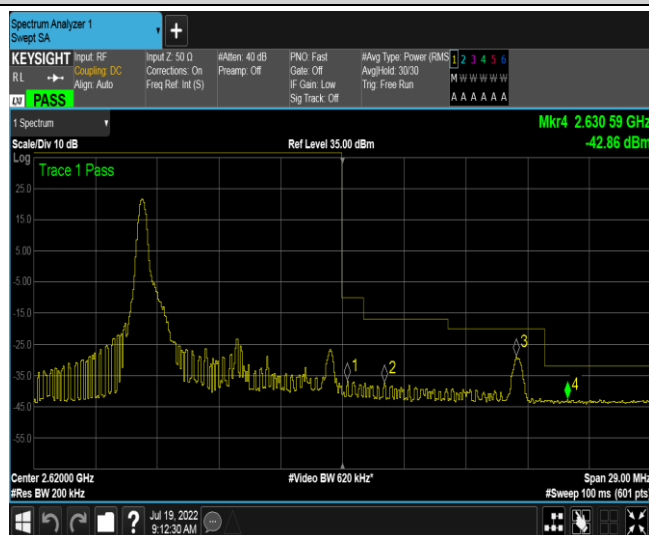 Spectrum Analyzer 1
Swept SA
+
KEYSIGHT Input: RF Input Z: 50 Ω #Atten: 40 dB PNO: Fast #Avg Type: Power (RMS 1 2 3 4 5 6
RL Coupling: DC Corrections: On Preamp: Off Gate: Off Avg|Hold: 30/30 M W W W W W
Align: Auto Freq Ref: Int (S) IF Gain: Low Trig: Free Run
LXI PASS Sig Track: Off A A A A A A
1 Spectrum Mkr4 2.630 59 GHz
Scale/Div 10 dB Ref Level 35.00 dBm -42.86 dBm
Log
Trace 1 Pass
25.0
15.0
5.00
-5.00
-15.0
-25.0
3
1
2
-35.0
4
-45.0
-55.0
Center 2.62000 GHz #Video BW 620 kHz* Span 29.00 MHz
#Res BW 200 kHz #Sweep 100 ms (601 pts
? Jul 19, 2022
9:12:30 AM